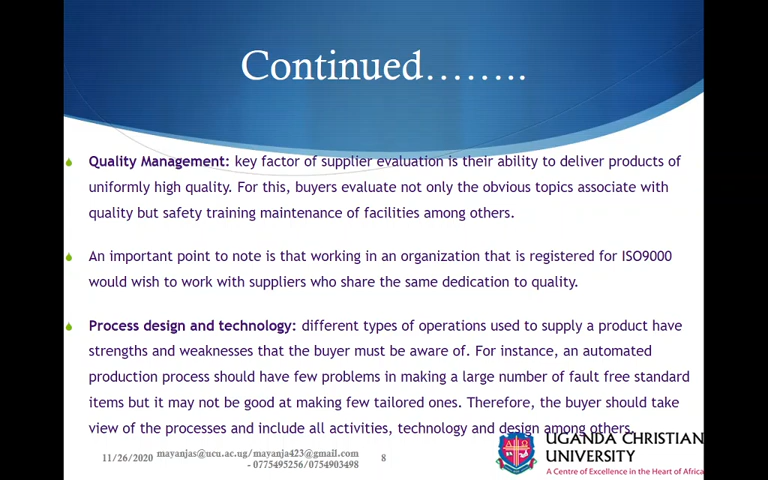 Continued........
Quality Management: key factor of supplier evaluation is their ability to deliver products of
uniformly high quality. For this, buyers evaluate not only the obvious topics associate with
quality but safety training maintenance of facilities among others.
An important point to note is that working in an organization that is registered for ISO9000
would wish to work with suppliers who share the same dedication to quality.
Process design and technology: different types of operations used to supply a product have
strengths and weaknesses that the buyer must be aware of. For instance, an automated
production process should have few problems in making a large number of fault free standard
items but it may not be good at making few tailored ones. Therefore, the buyer should take
view of the processes and include all activities, technology and design among others.
11/26/2020
mayanjas@ucu.ac.ug/mayanja423@gmail.com
- 0775495256/0754903498
8
UGANDA CHRISTIAN
UNIVERSITY
A Centre of Excellence in the Heart of Africa